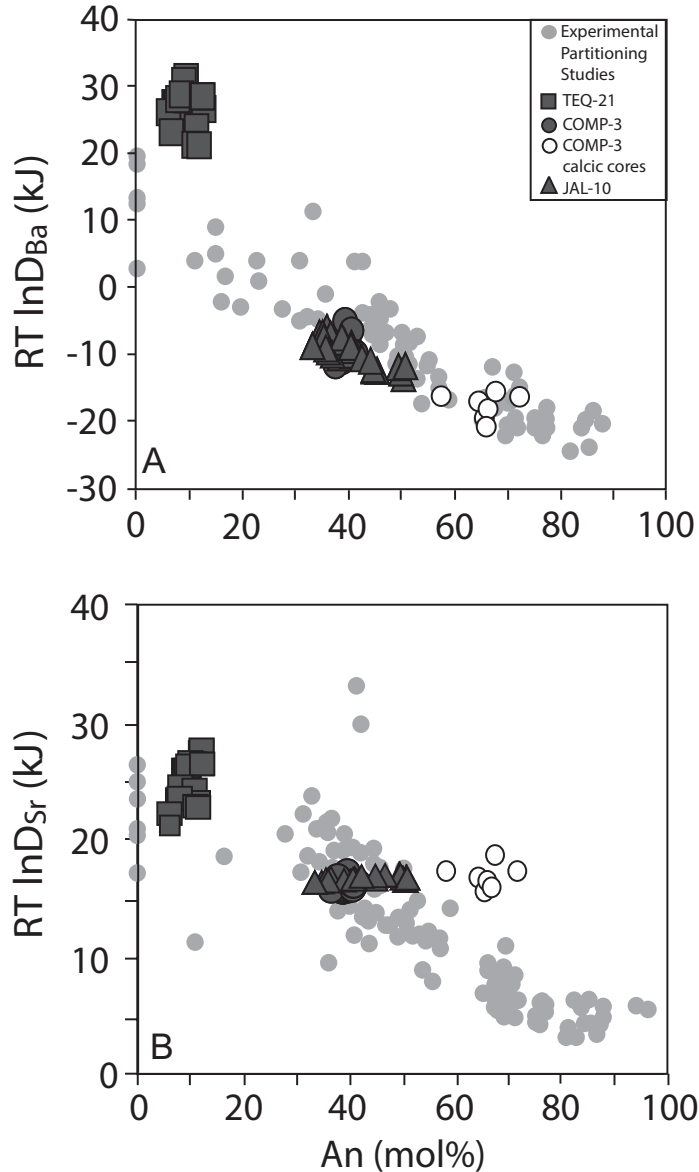 40
30
20
10
0
-10
-20
-30
RT lnD_Ba (kJ)
Experimental
Partitioning
Studies
TEQ-21
COMP-3
COMP-3
calcic cores
JAL-10
A
0 20 40 60 80 100
40
30
20
10
0
RT lnD_Sr (kJ)
B
0 20 40 60 80 100
An (mol%)